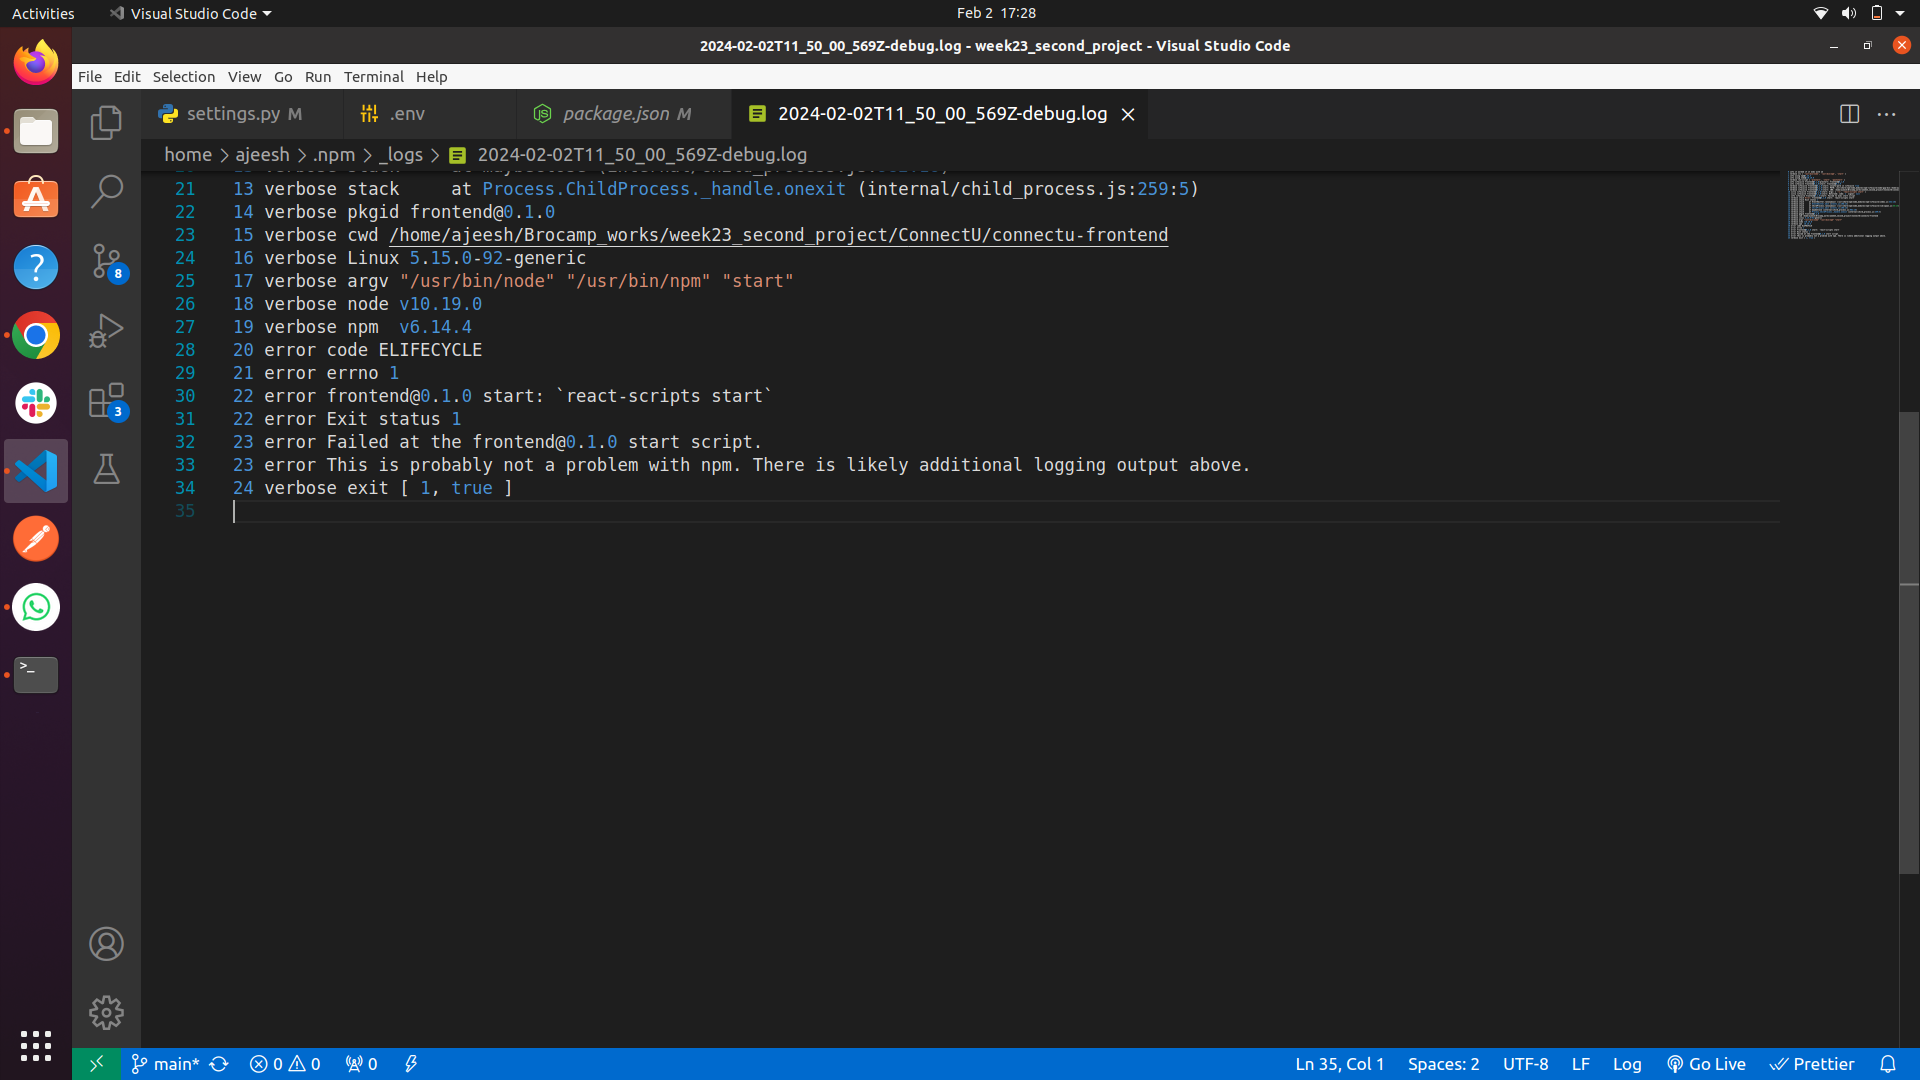 Activities
Visual Studio Code
Feb 2 17:28
2024-02-02T11_50_00_569Z-debug.log - week23_second_project - Visual Studio Code
File Edit Selection View Go Run Terminal Help
settings.py M
.env
package.json M
2024-02-02T11_50_00_569Z-debug.log
home > ajeesh > .npm > _logs > 2024-02-02T11_50_00_569Z-debug.log
21 13 verbose stack     at Process.ChildProcess._handle.onexit (internal/child_process.js:259:5)
22 14 verbose pkgid frontend@0.1.0
23 15 verbose cwd /home/ajeesh/Brocamp_works/week23_second_project/ConnectU/connectu-frontend
24 16 verbose Linux 5.15.0-92-generic
25 17 verbose argv "/usr/bin/node" "/usr/bin/npm" "start"
26 18 verbose node v10.19.0
27 19 verbose npm  v6.14.4
28 20 error code ELIFECYCLE
29 21 error errno 1
30 22 error frontend@0.1.0 start: `react-scripts start`
31 22 error Exit status 1
32 23 error Failed at the frontend@0.1.0 start script.
33 23 error This is probably not a problem with npm. There is likely additional logging output above.
34 24 verbose exit [ 1, true ]
35
8
3
main* 0 0 0
Ln 35, Col 1 Spaces: 2 UTF-8 LF Log Go Live Prettier